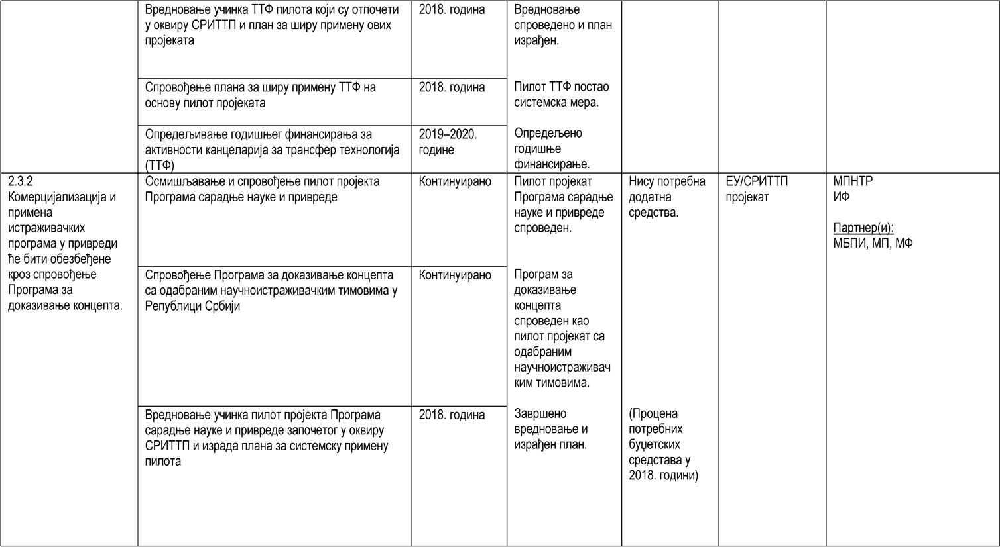 Вредновање учинка ТТФ пилота који су отпочети
у оквиру СРИТТП и план за ширу примену ових
пројеката
2018. година
Вредновање
спроведено и план
израђен.
Спровођење плана за ширу примену ТТФ на
основу пилот пројеката
2018. година
Пилот ТТФ постао
системска мера.
Опредељивање годишњег финансирања за
активности канцеларија за трансфер технологија
(ТТФ)
2019–2020.
године
Опредељено
годишње
финансирање.
2.3.2
Комерцијализација и
примена
истраживачких
програма у привреди
ће бити обезбеђене
кроз спровођење
Програма за
доказивање концепта.
Осмишљавање и спровођење пилот пројекта
Програма сарадње науке и привреде
Континуирано
Пилот пројекат
Програма сарадње
науке и привреде
спроведен.
Нису потребна
додатна
средства.
ЕУ/СРИТТП
пројекат
МПНТР
ИФ
Партнер(и):
МБПИ, МП, МФ
Спровођење Програма за доказивање концепта
са одабраним научноистраживачким тимовима у
Републици Србији
Континуирано
Програм за
доказивање
концепта
спроведен као
пилот пројекат са
одабраним
научноистраживач
ким тимовима.
Вредновање учинка пилот пројекта Програма
сарадње науке и привреде започетог у оквиру
СРИТТП и израда плана за системску примену
пилота
2018. година
Завршено
вредновање и
израђен план.
(Процена
потребних
буџетских
средстава у
2018. години)